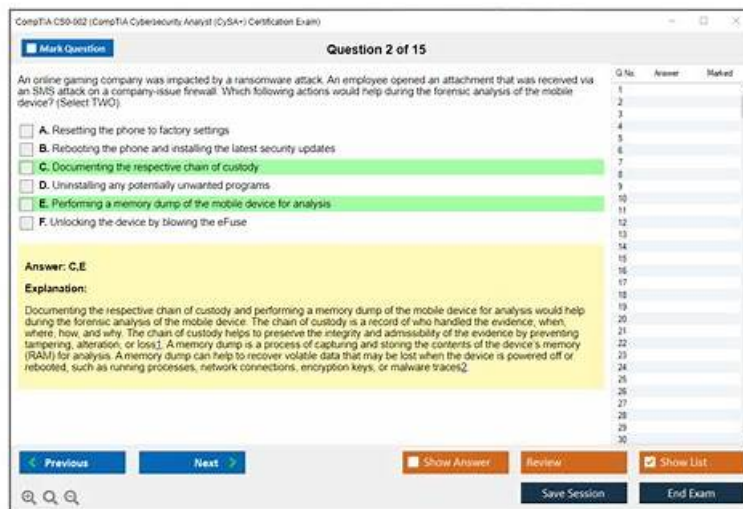 CompTIA CS0-002 (CompTIA Cybersecurity Analyst (CySA+) Certification Exam)
Mark Question
Question 2 of 15
An online gaming company was impacted by a ransomware attack. An employee opened an attachment that was received via
an SMS attack on a company-issue firewall. Which following actions would help during the forensic analysis of the mobile
device? (Select TWO).
A. Resetting the phone to factory settings
B. Rebooting the phone and installing the latest security updates
C. Documenting the respective chain of custody
D. Uninstalling any potentially unwanted programs
E. Performing a memory dump of the mobile device for analysis
F. Unlocking the device by blowing the eFuse
Answer: C,E
Explanation:
Documenting the respective chain of custody and performing a memory dump of the mobile device for analysis would help
during the forensic analysis of the mobile device. The chain of custody is a record of who handled the evidence, when,
where, how, and why. The chain of custody helps to preserve the integrity and admissibility of the evidence by preventing
tampering, alteration, or loss1. A memory dump is a process of capturing and storing the contents of the device's memory
(RAM) for analysis. A memory dump can help to recover volatile data that may be lost when the device is powered off or
rebooted, such as running processes, network connections, encryption keys, or malware traces2.
Q.No. Answer Marked
1
2
3
4
5
6
7
8
9
10
11
12
13
14
15
16
17
18
19
20
21
22
23
24
25
26
27
28
29
30
Previous
Next
Show Answer
Review
Show List
Save Session
End Exam